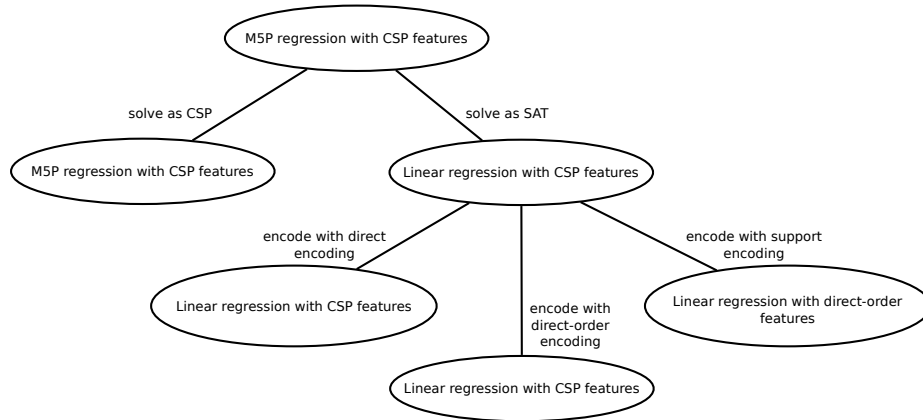 M5P regression with CSP features
solve as CSP
solve as SAT
M5P regression with CSP features
Linear regression with CSP features
encode with direct
encoding
encode with support
encoding
Linear regression with CSP features
encode with
direct-order
encoding
Linear regression with direct-order
features
Linear regression with CSP features